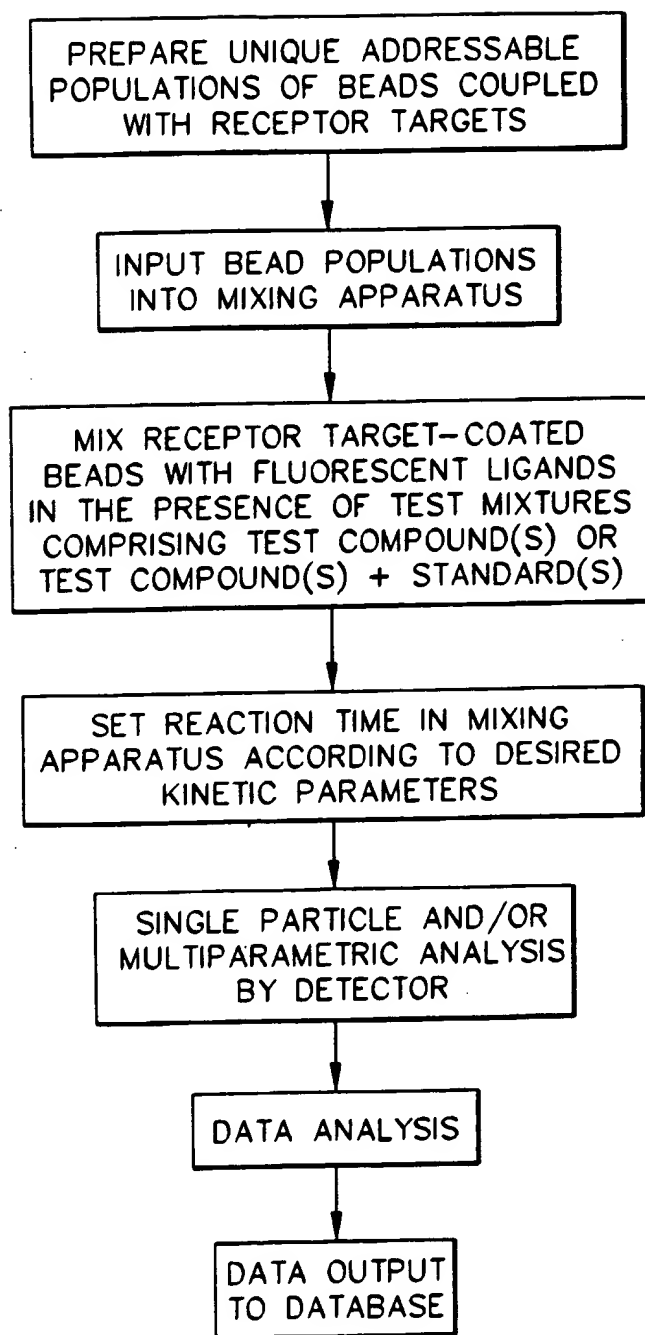 PREPARE UNIQUE ADDRESSABLE
POPULATIONS OF BEADS COUPLED
WITH RECEPTOR TARGETS
INPUT BEAD POPULATIONS
INTO MIXING APPARATUS
MIX RECEPTOR TARGET-COATED
BEADS WITH FLUORESCENT LIGANDS
IN THE PRESENCE OF TEST MIXTURES
COMPRISING TEST COMPOUND(S) OR
TEST COMPOUND(S) + STANDARD(S)
SET REACTION TIME IN MIXING
APPARATUS ACCORDING TO DESIRED
KINETIC PARAMETERS
SINGLE PARTICLE AND/OR
MULTIPARAMETRIC ANALYSIS
BY DETECTOR
DATA ANALYSIS
DATA OUTPUT
TO DATABASE